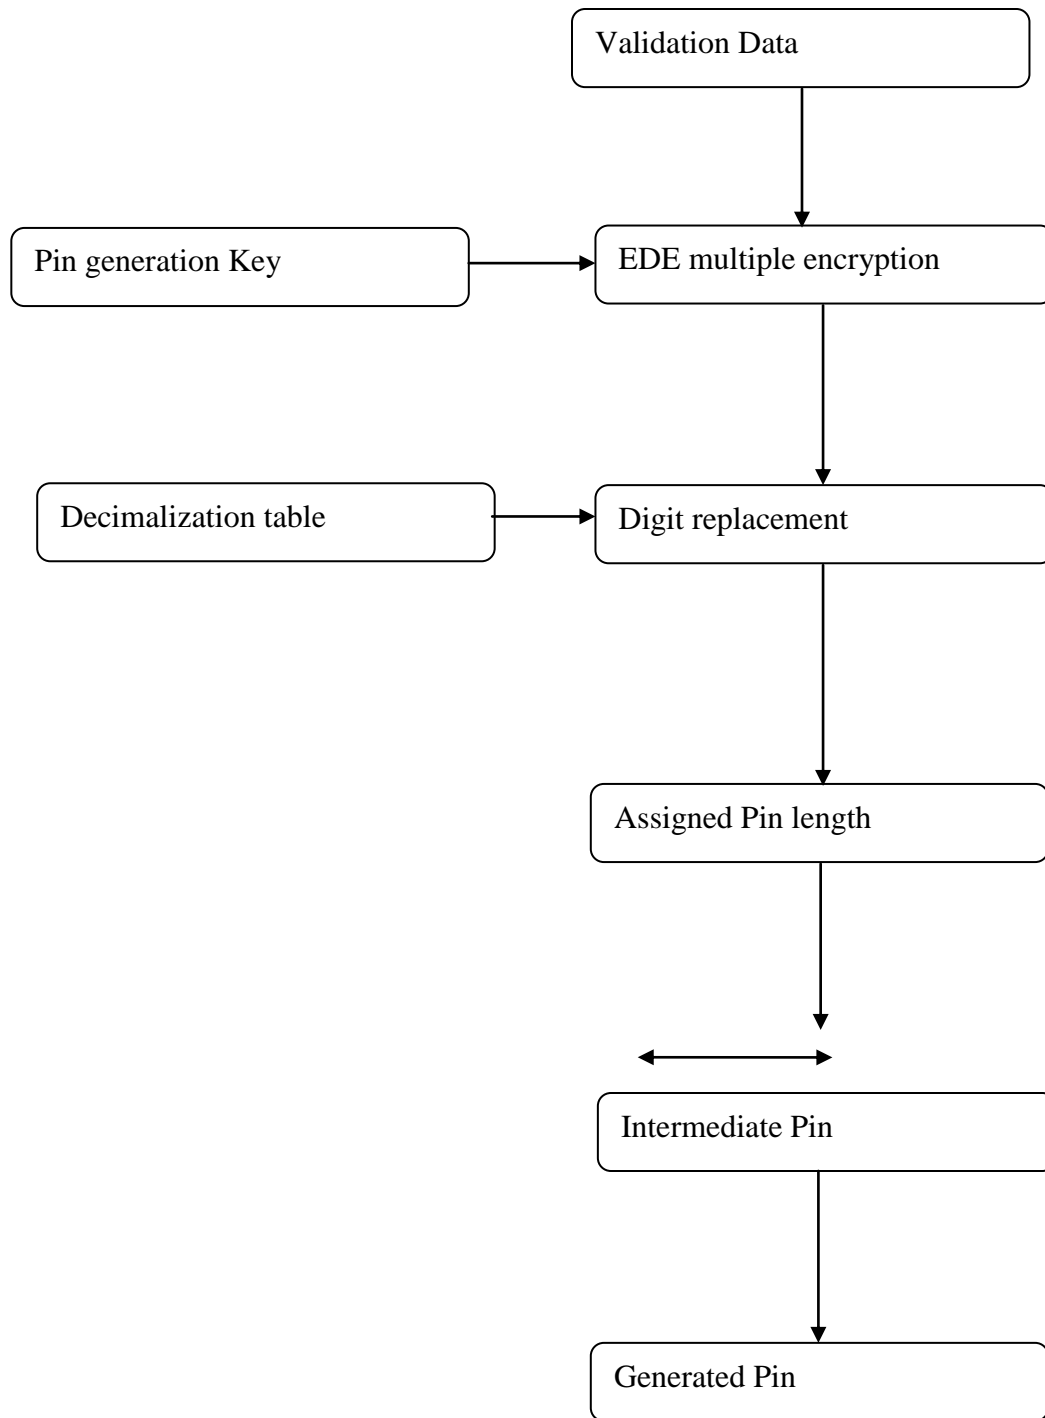 Validation Data
Pin generation Key
EDE multiple encryption
Decimalization table
Digit replacement
Assigned Pin length
Intermediate Pin
Generated Pin